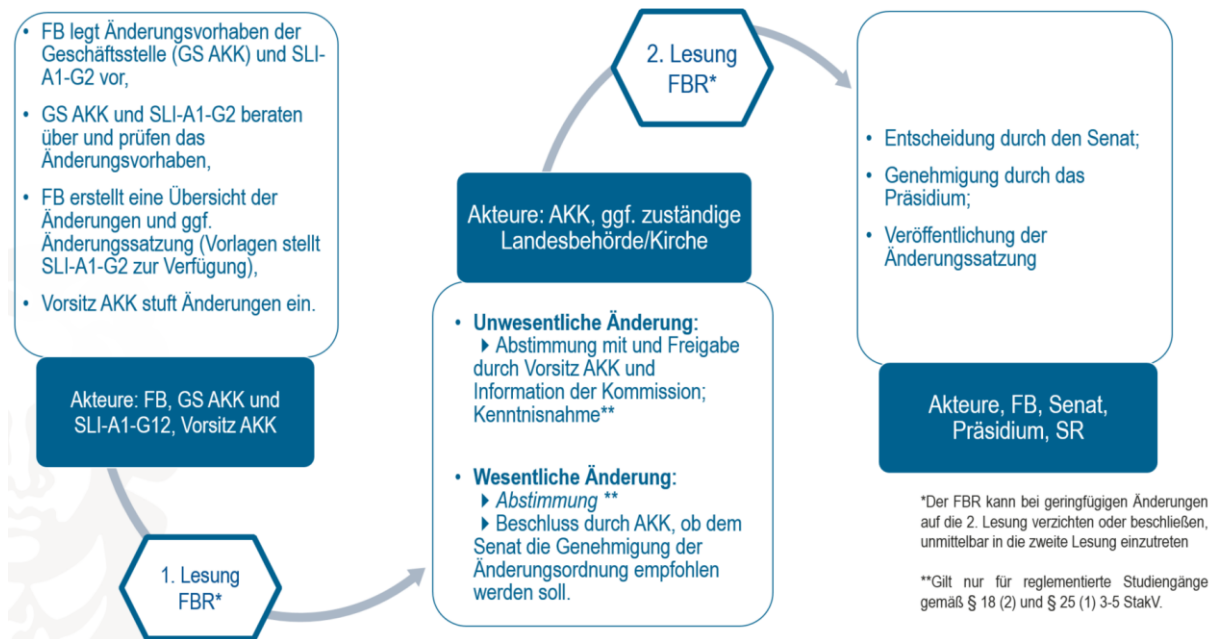 • FB legt Änderungsvorhaben der
Geschäftsstelle (GS AKK) und SLI-
A1-G2 vor,
• GS AKK und SLI-A1-G2 beraten
über und prüfen das
Änderungsvorhaben,
• FB erstellt eine Übersicht der
Änderungen und ggf.
Änderungssatzung (Vorlagen stellt
SLI-A1-G2 zur Verfügung),
• Vorsitz AKK stuft Änderungen ein.
Akteure: FB, GS AKK und
SLI-A1-G12, Vorsitz AKK
1. Lesung
FBR*
Akteure: AKK, ggf. zuständige
Landesbehörde/Kirche
• Unwesentliche Änderung:
▸ Abstimmung mit und Freigabe
durch Vorsitz AKK und
Information der Kommission;
Kenntnisnahme**
• Wesentliche Änderung:
▸ Abstimmung **
▸ Beschluss durch AKK, ob dem
Senat die Genehmigung der
Änderungsordnung empfohlen
werden soll.
2. Lesung
FBR*
• Entscheidung durch den Senat;
• Genehmigung durch das
Präsidium;
• Veröffentlichung der
Änderungssatzung
Akteure, FB, Senat,
Präsidium, SR
*Der FBR kann bei geringfügigen Änderungen
auf die 2. Lesung verzichten oder beschließen,
unmittelbar in die zweite Lesung einzutreten
**Gilt nur für reglementierte Studiengänge
gemäß § 18 (2) und § 25 (1) 3-5 StakV.